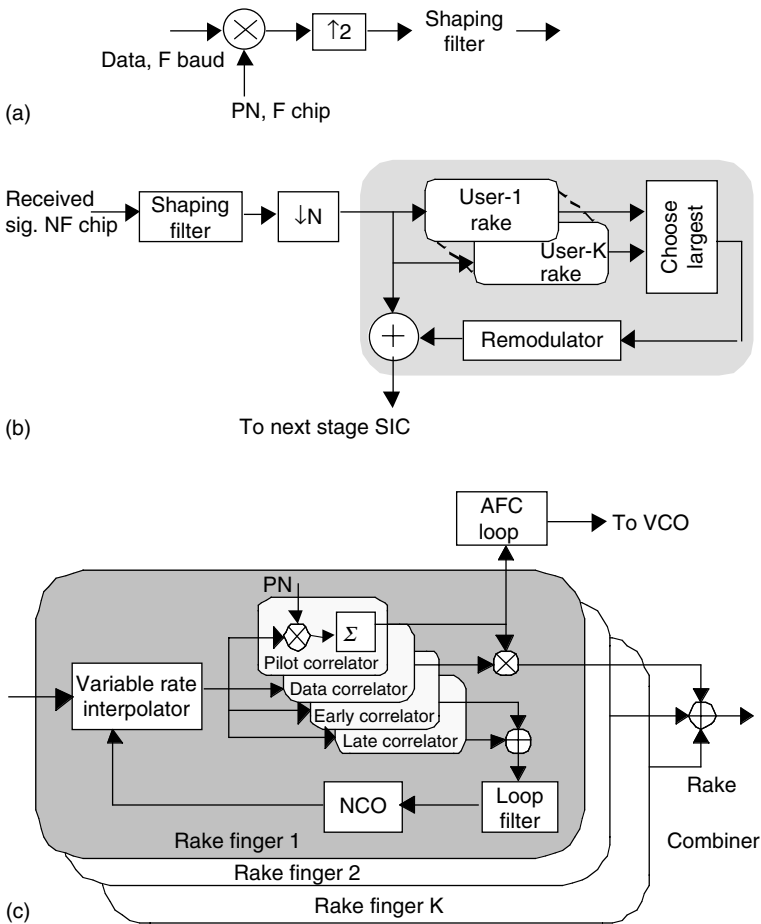 Data, F baud
↑2
Shaping
filter
PN, F chip
(a)
Received
sig. NF chip
Shaping
filter
↓N
User-1
rake
User-K
rake
Choose
largest
Remodulator
To next stage SIC
(b)
AFC
loop
To VCO
PN
Σ
Pilot correlator
Data correlator
Early correlator
Late correlator
Variable rate
interpolator
NCO
Loop
filter
Rake
Combiner
Rake finger 1
Rake finger 2
Rake finger K
(c)